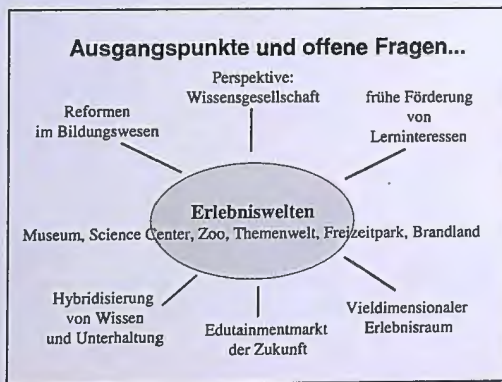 Ausgangspunkte und offene Fragen...
Perspektive:
Wissensgesellschaft
Reformen
im Bildungswesen
frühe Förderung
von
Lerninteressen
Erlebniswelten
Museum, Science Center, Zoo, Themenwelt, Freizeitpark, Brandland
Hybridisierung
von Wissen
und Unterhaltung
Edutainmentmarkt
der Zukunft
Vieldimensionaler
Erlebnisraum